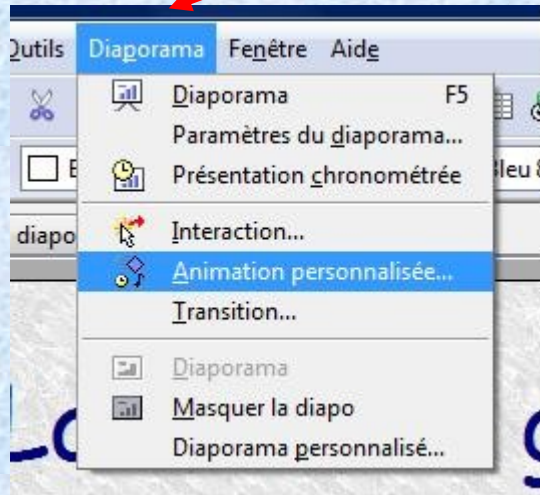 Outils Diaporama Fenêtre Aide
Diaporama F5
Paramètres du diaporama...
Présentation chronométrée
Interaction...
diapo
Animation personnalisée...
Transition...
Diaporama
Masquer la diapo
Diaporama personnalisé...